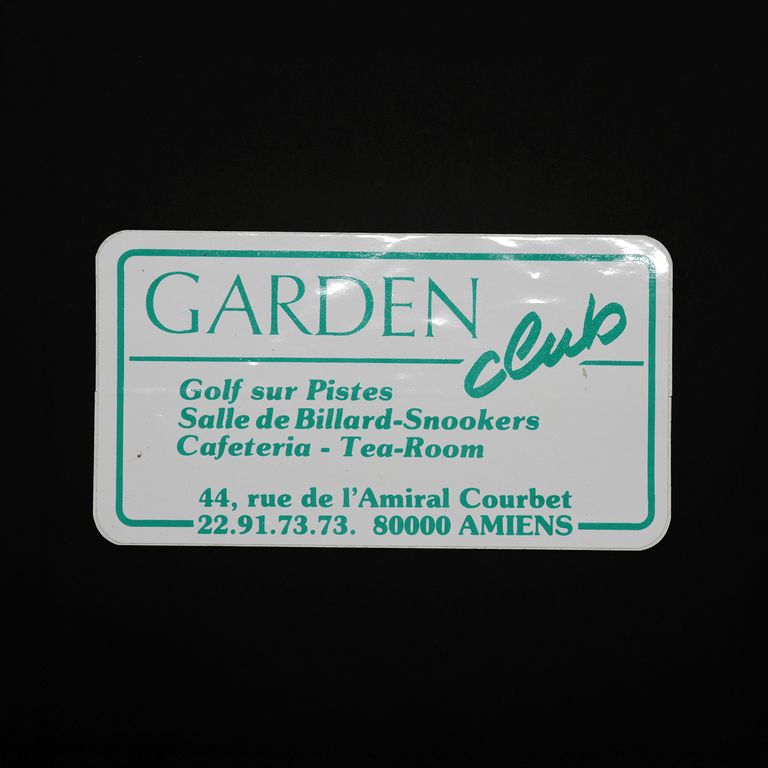 GARDEN club
Golf sur Pistes
Salle de Billard-Snookers
Cafeteria - Tea-Room
44, rue de l'Amiral Courbet
22.91.73.73. 80000 AMIENS